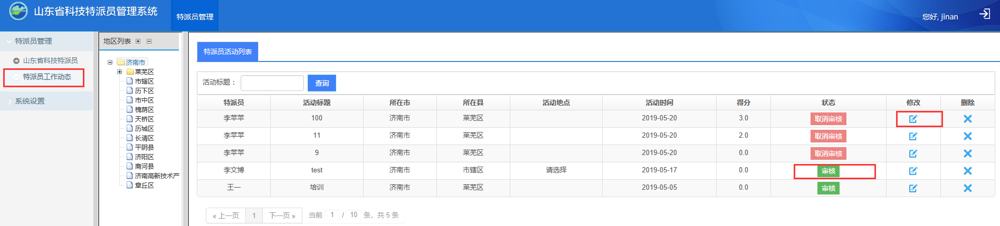 山东省科技特派员管理系统
特派员管理
您好, jinan
特派员管理
山东省科技特派员
特派员工作动态
系统设置
地区列表
济南市
莱芜区
市辖区
历下区
市中区
槐荫区
天桥区
历城区
长清区
平阴县
济阳区
商河县
济南高新技术产
章丘区
特派员活动列表
活动标题： 查询
特派员 活动标题 所在市 所在县 活动地点 活动时间 得分 状态 修改 删除
李苹苹 100 济南市 莱芜区 2019-05-20 3.0 取消审核
李苹苹 11 济南市 莱芜区 2019-05-20 2.0 取消审核
李苹苹 9 济南市 莱芜区 2019-05-20 0.0 取消审核
李文博 test 济南市 市辖区 请选择 2019-05-17 0.0 审核
王一 培训 济南市 莱芜区 2019-05-05 0.0 审核
« 上一页 1 下一页 » 当前 1 / 10 条，共 5 条